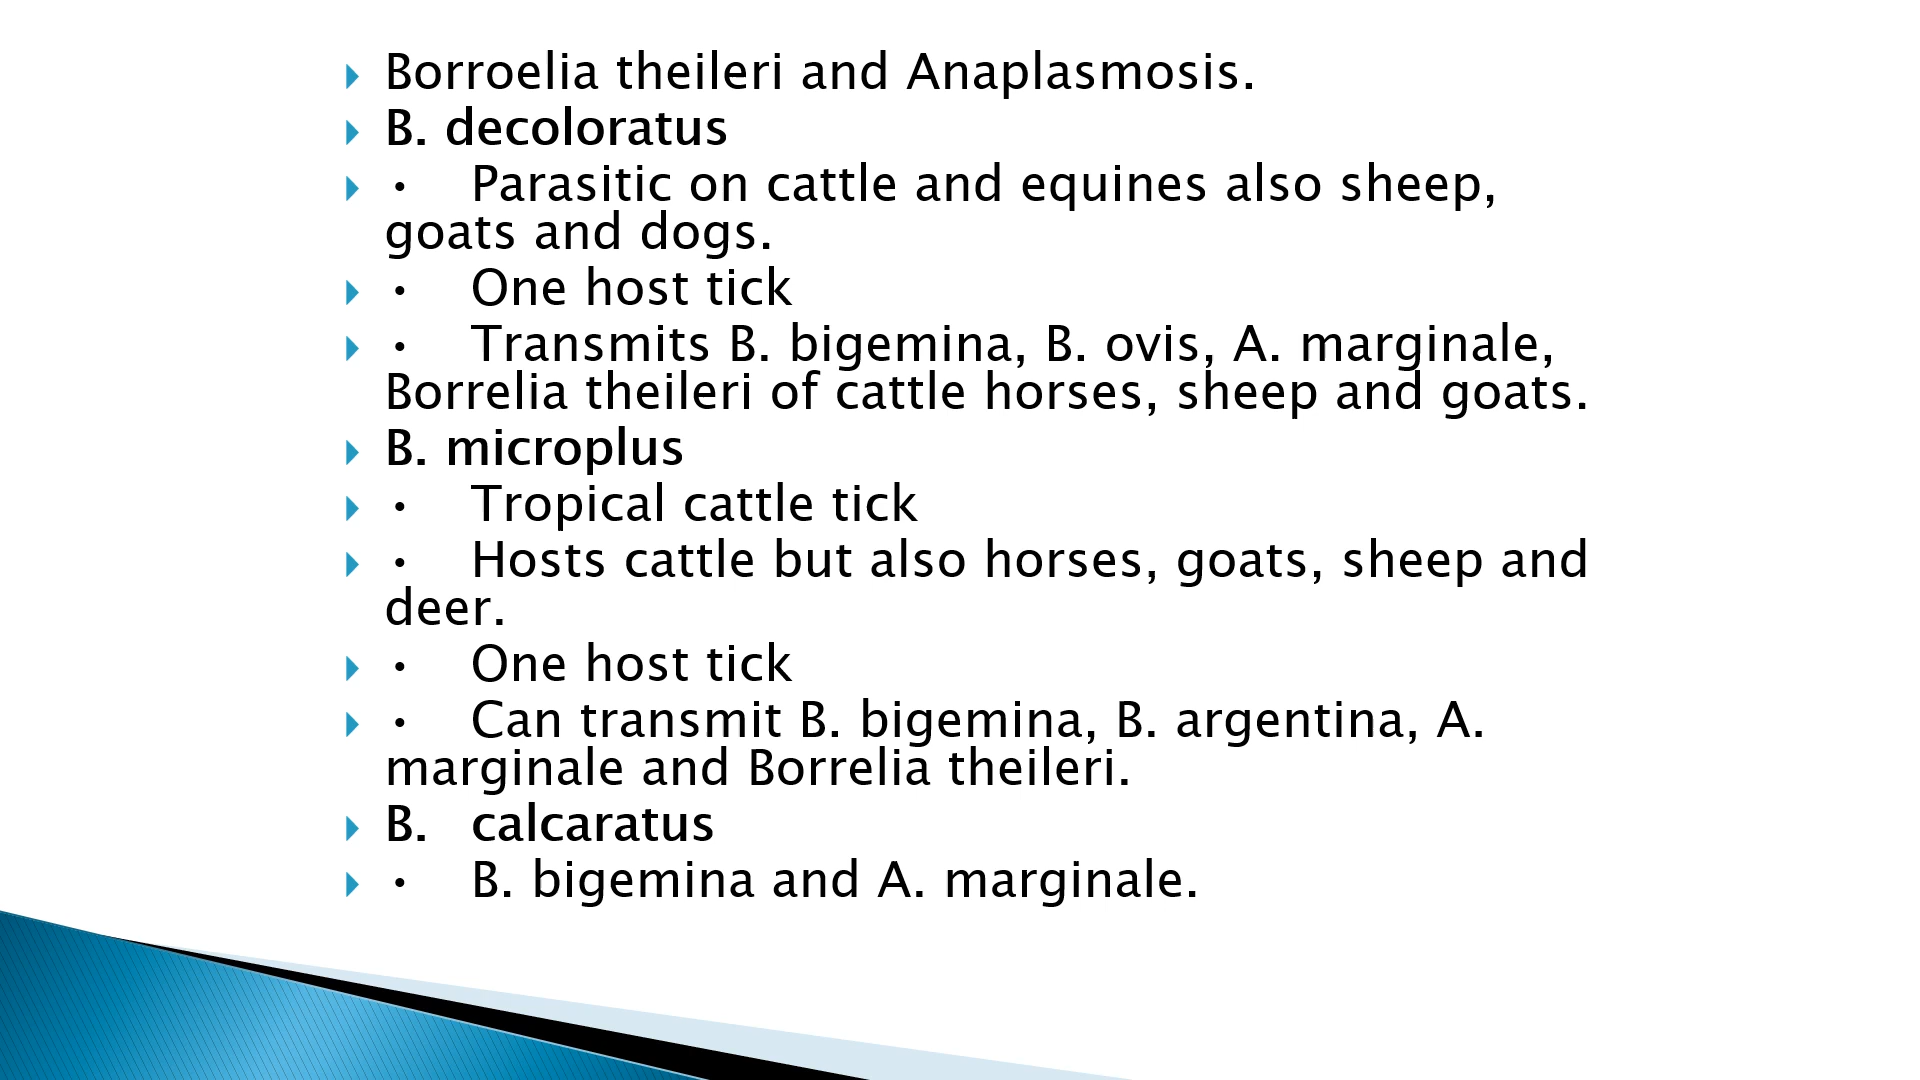 Borroelia theileri and Anaplasmosis.
B. decoloratus
• Parasitic on cattle and equines also sheep,
goats and dogs.
• One host tick
• Transmits B. bigemina, B. ovis, A. marginale,
Borrelia theileri of cattle horses, sheep and goats.
B. microplus
• Tropical cattle tick
• Hosts cattle but also horses, goats, sheep and
deer.
• One host tick
• Can transmit B. bigemina, B. argentina, A.
marginale and Borrelia theileri.
B. calcaratus
• B. bigemina and A. marginale.